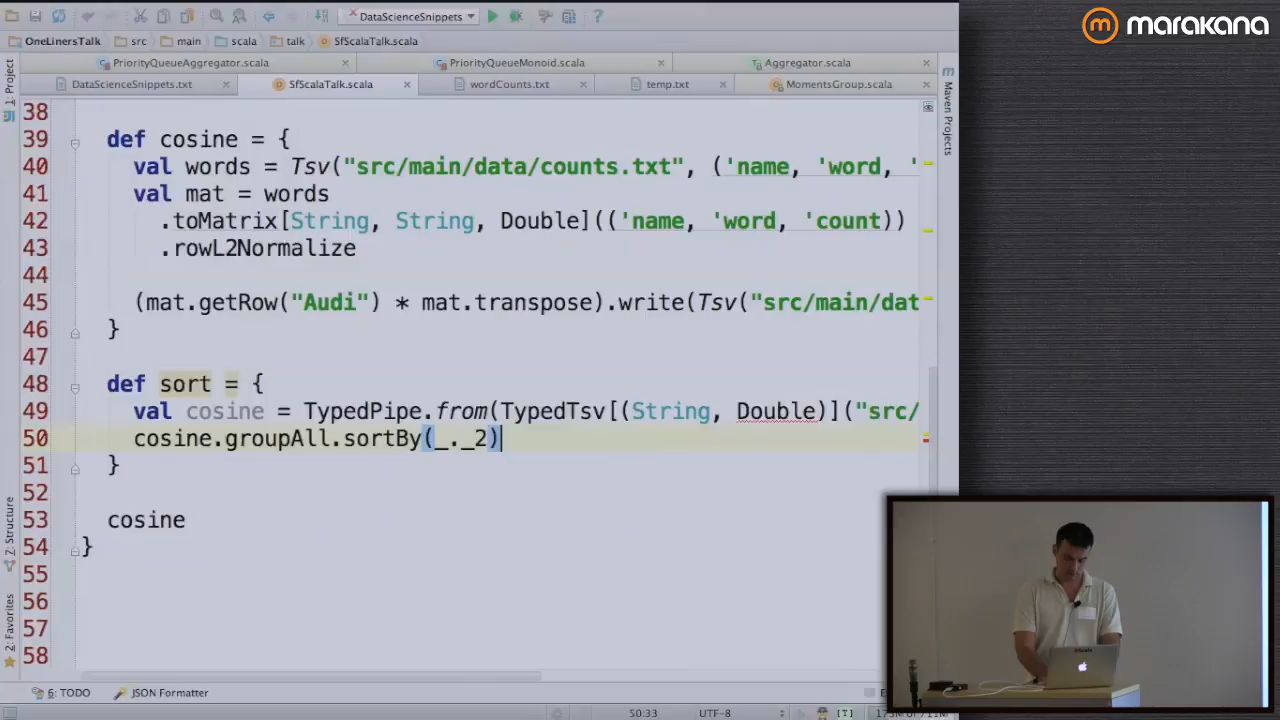 DataScienceSnippets
marakana
OneLinersTalk
src
main
scala
talk
SfScalaTalk.scala
PriorityQueueAggregator.scala
PriorityQueueMonoid.scala
Aggregator.scala
DataScienceSnippets.txt
SfScalaTalk.scala
wordCounts.txt
temp.txt
MomentsGroup.scala
1: Project
Maven Projects
38
39 def cosine = {
40 val words = Tsv("src/main/data/counts.txt", ('name, 'word, '
41 val mat = words
42 .toMatrix[String, String, Double](('name, 'word, 'count))
43 .rowL2Normalize
44
45 (mat.getRow("Audi") * mat.transpose).write(Tsv("src/main/dat
46 }
47
48 def sort = {
49 val cosine = TypedPipe.from(TypedTsv[(String, Double)]("src/
50 cosine.groupAll.sortBy(_._2)
51 }
52
53 cosine
54 }
55
56
57
58
7: Structure
2: Favorites
6: TODO
JSON Formatter
50:33
UTF-8
[T]